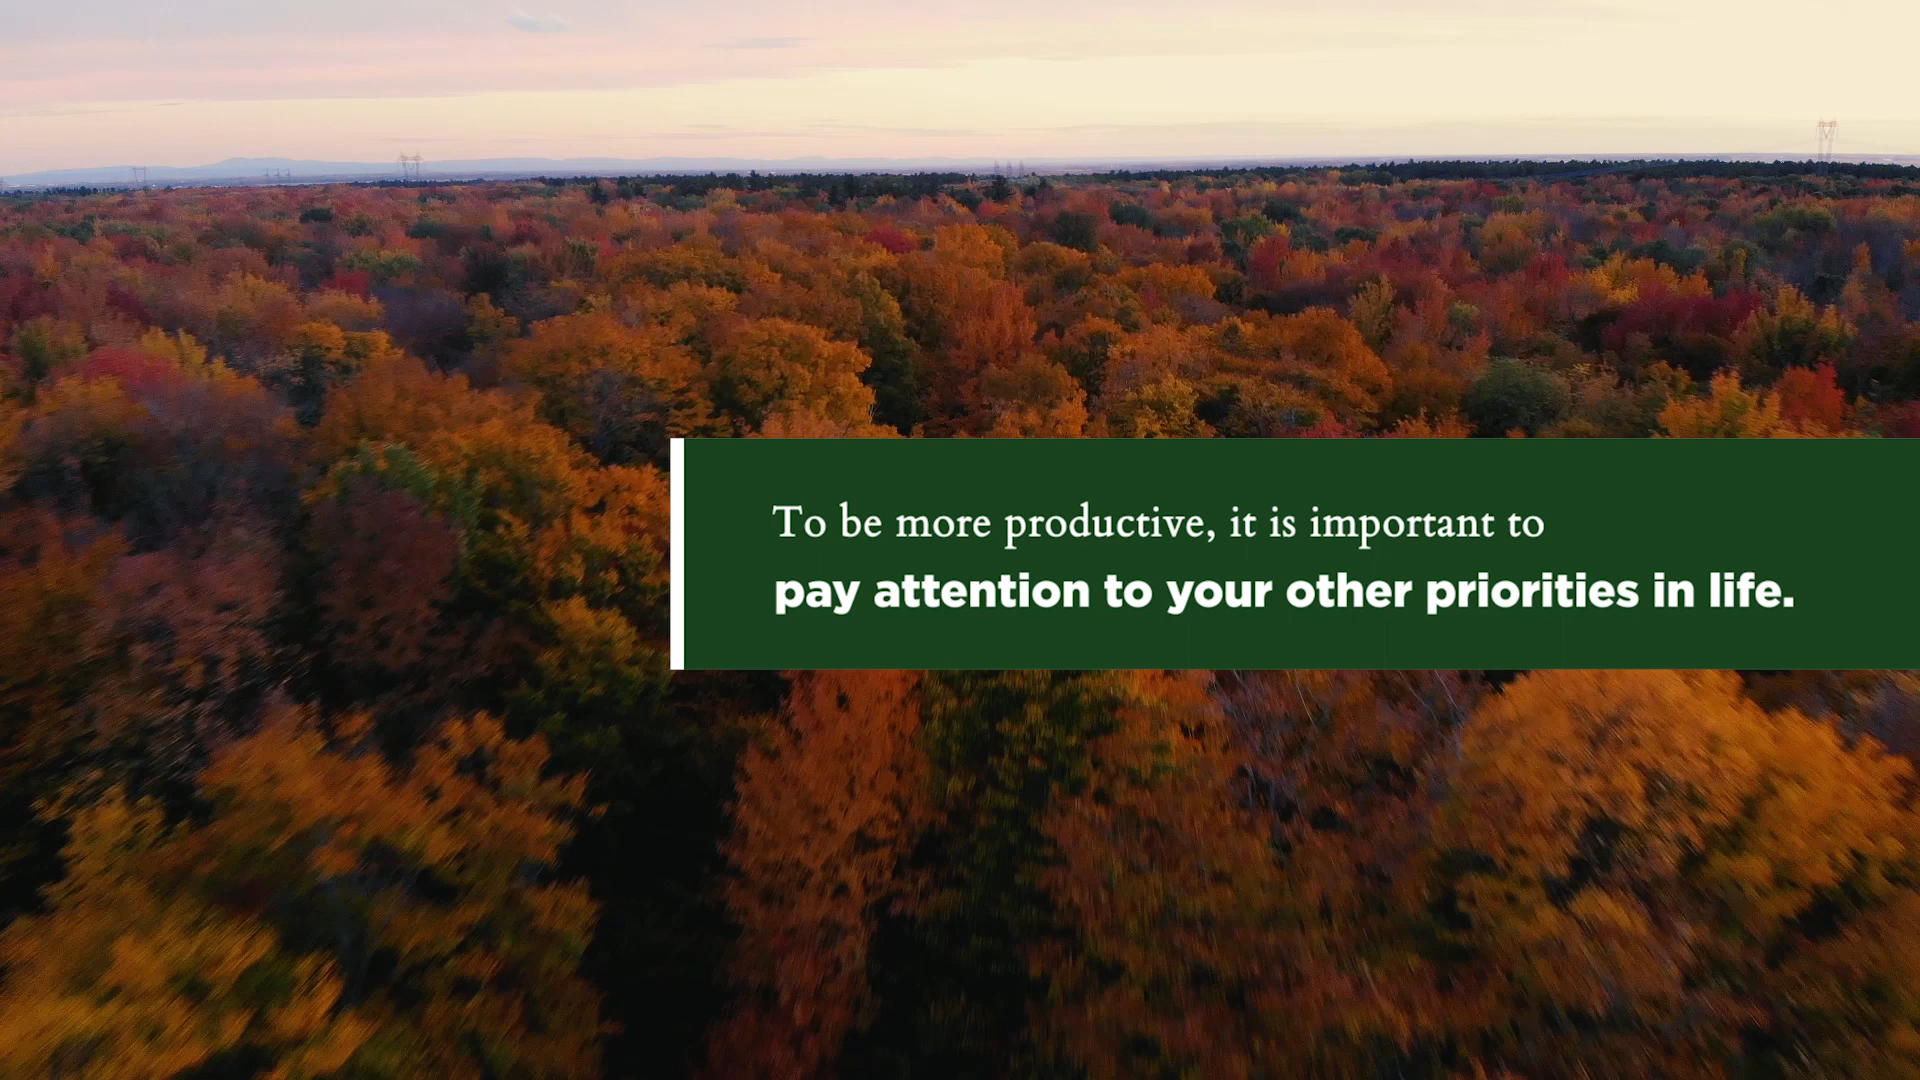 To be more productive, it is important to
pay attention to your other priorities in life.